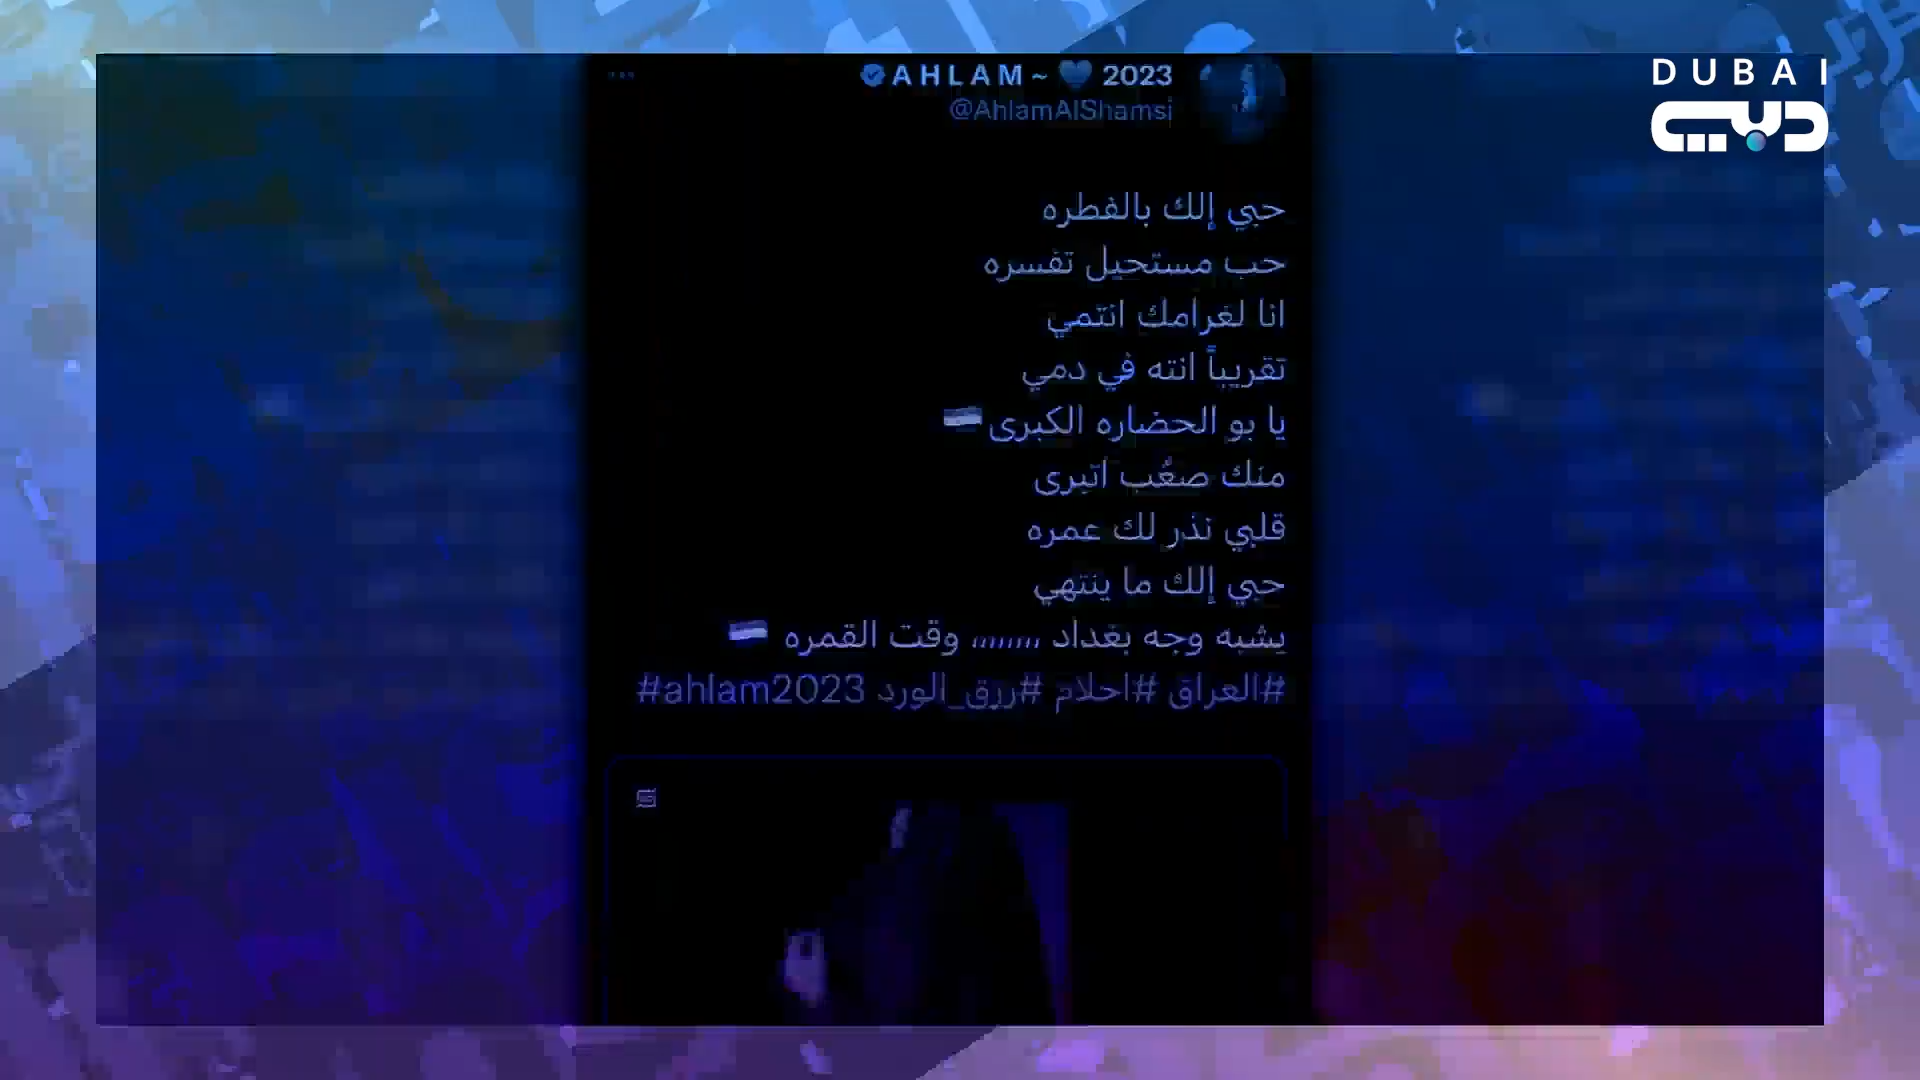 DUBAI
دبي
AHLAM~💙 2023
@AhlamAlShamsi
حبي إلك بالفطره
حب مستحيل تفسره
انا لغرامك انتمي
تقريباً انته في دمي
يا بو الحضاره الكبرى
منك صعُب اتبرى
قلبي نذر لك عمره
حبي إلك ما ينتهي
يشبه وجه بغداد ،،،،،،،، وقت القمره
#العراق #احلام #رزق_الورد #ahlam2023